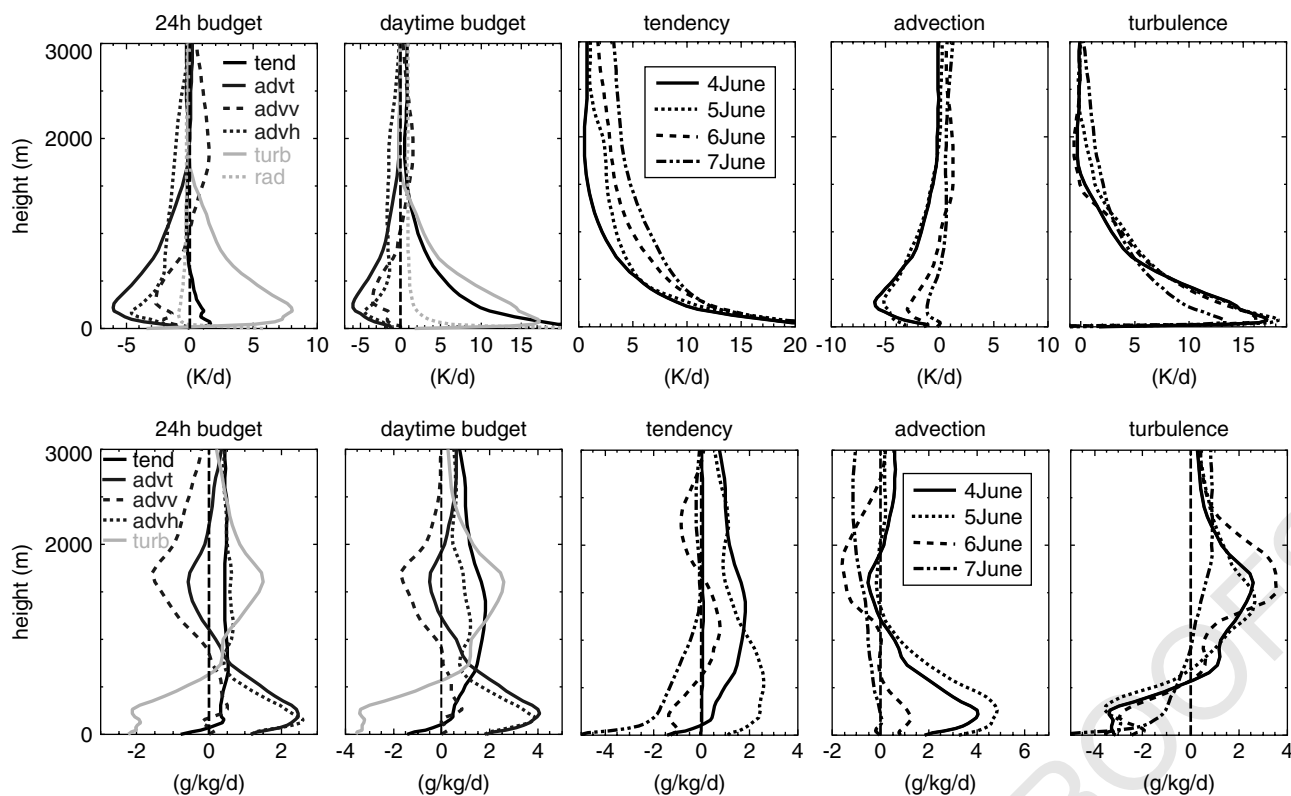 24h budget daytime budget tendency advection turbulence
3000
2000
1000
0
height (m)
tend
advt
advv
advh
turb
rad
4June
5June
6June
7June
-5 0 5 10 -5 0 5 10 15 0 5 10 15 20 -10 -5 0 5 10 0 5 10 15
(K/d) (K/d) (K/d) (K/d) (K/d)
24h budget daytime budget tendency advection turbulence
3000
2000
1000
0
height (m)
tend
advt
advv
advh
turb
4June
5June
6June
7June
-2 0 2 -4 -2 0 2 4 -4 -2 0 2 4 -2 0 2 4 6 -4 -2 0 2 4
(g/kg/d) (g/kg/d) (g/kg/d) (g/kg/d) (g/kg/d)